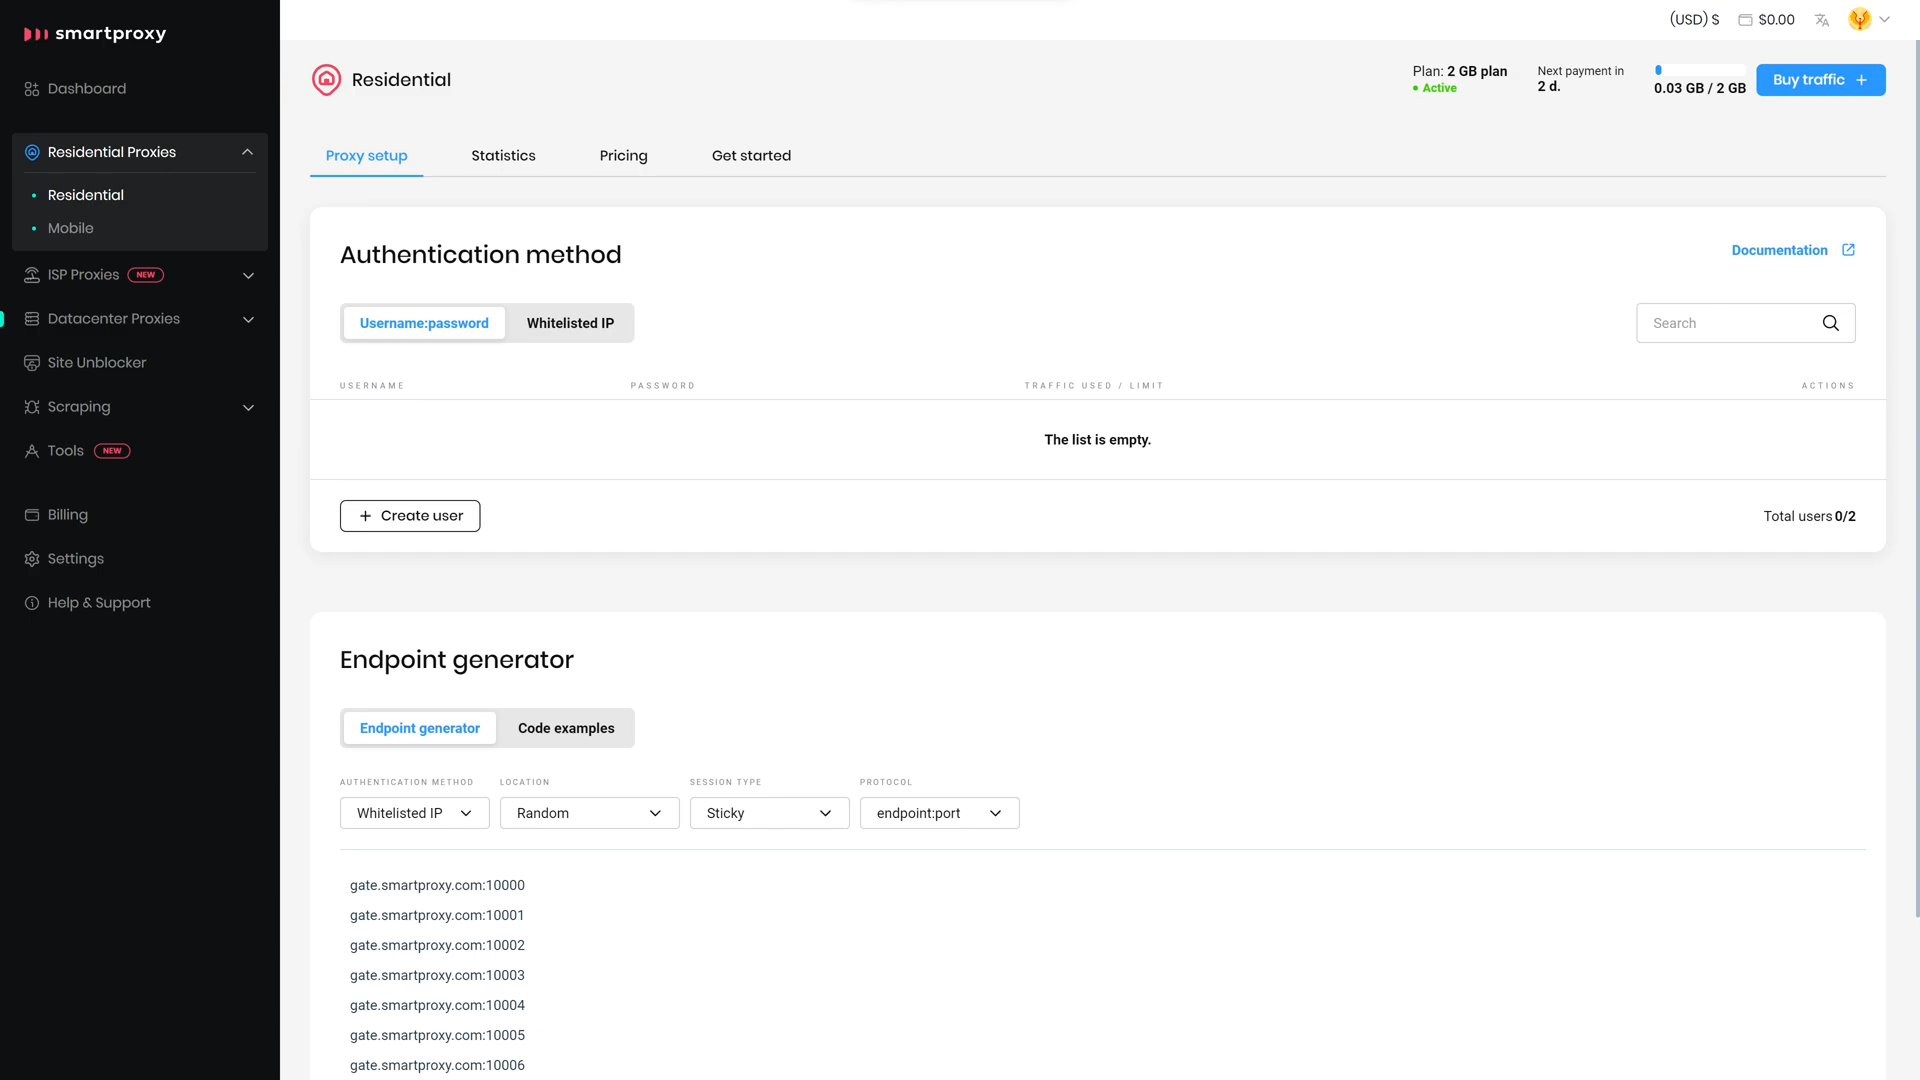 smartproxy
(USD) $
$0.00
Dashboard
Residential Proxies
Residential
Mobile
ISP Proxies NEW
Datacenter Proxies
Site Unblocker
Scraping
Tools NEW
Billing
Settings
Help & Support
Residential
Plan: 2 GB plan
Active
Next payment in
2 d.
0.03 GB / 2 GB
Buy traffic +
Proxy setup
Statistics
Pricing
Get started
Authentication method
Documentation
Username:password
Whitelisted IP
Search
USERNAME
PASSWORD
TRAFFIC USED / LIMIT
ACTIONS
The list is empty.
+ Create user
Total users 0/2
Endpoint generator
Endpoint generator
Code examples
AUTHENTICATION METHOD
LOCATION
SESSION TYPE
PROTOCOL
Whitelisted IP
Random
Sticky
endpoint:port
gate.smartproxy.com:10000
gate.smartproxy.com:10001
gate.smartproxy.com:10002
gate.smartproxy.com:10003
gate.smartproxy.com:10004
gate.smartproxy.com:10005
gate.smartproxy.com:10006